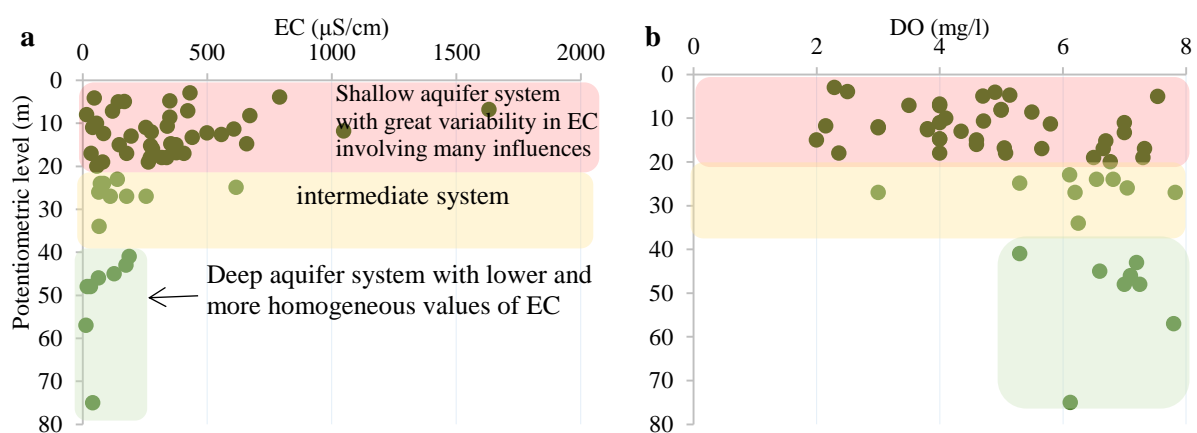 a
EC (µS/cm)
0 500 1000 1500 2000
Potentiometric level (m)
0
10
20
30
40
50
60
70
80
Shallow aquifer system
with great variability in EC
involving many influences
intermediate system
Deep aquifer system with lower and
more homogeneous values of EC
b
DO (mg/l)
0 2 4 6 8
0
10
20
30
40
50
60
70
80